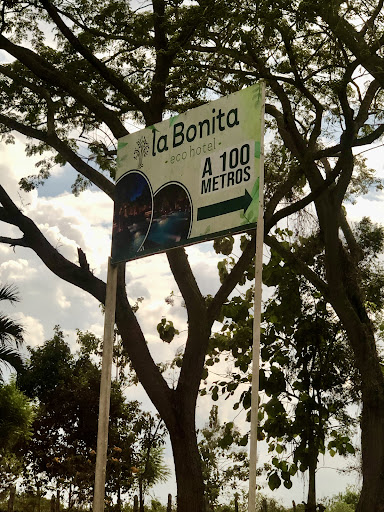 la Bonita
• eco hotel •
A 100
METROS